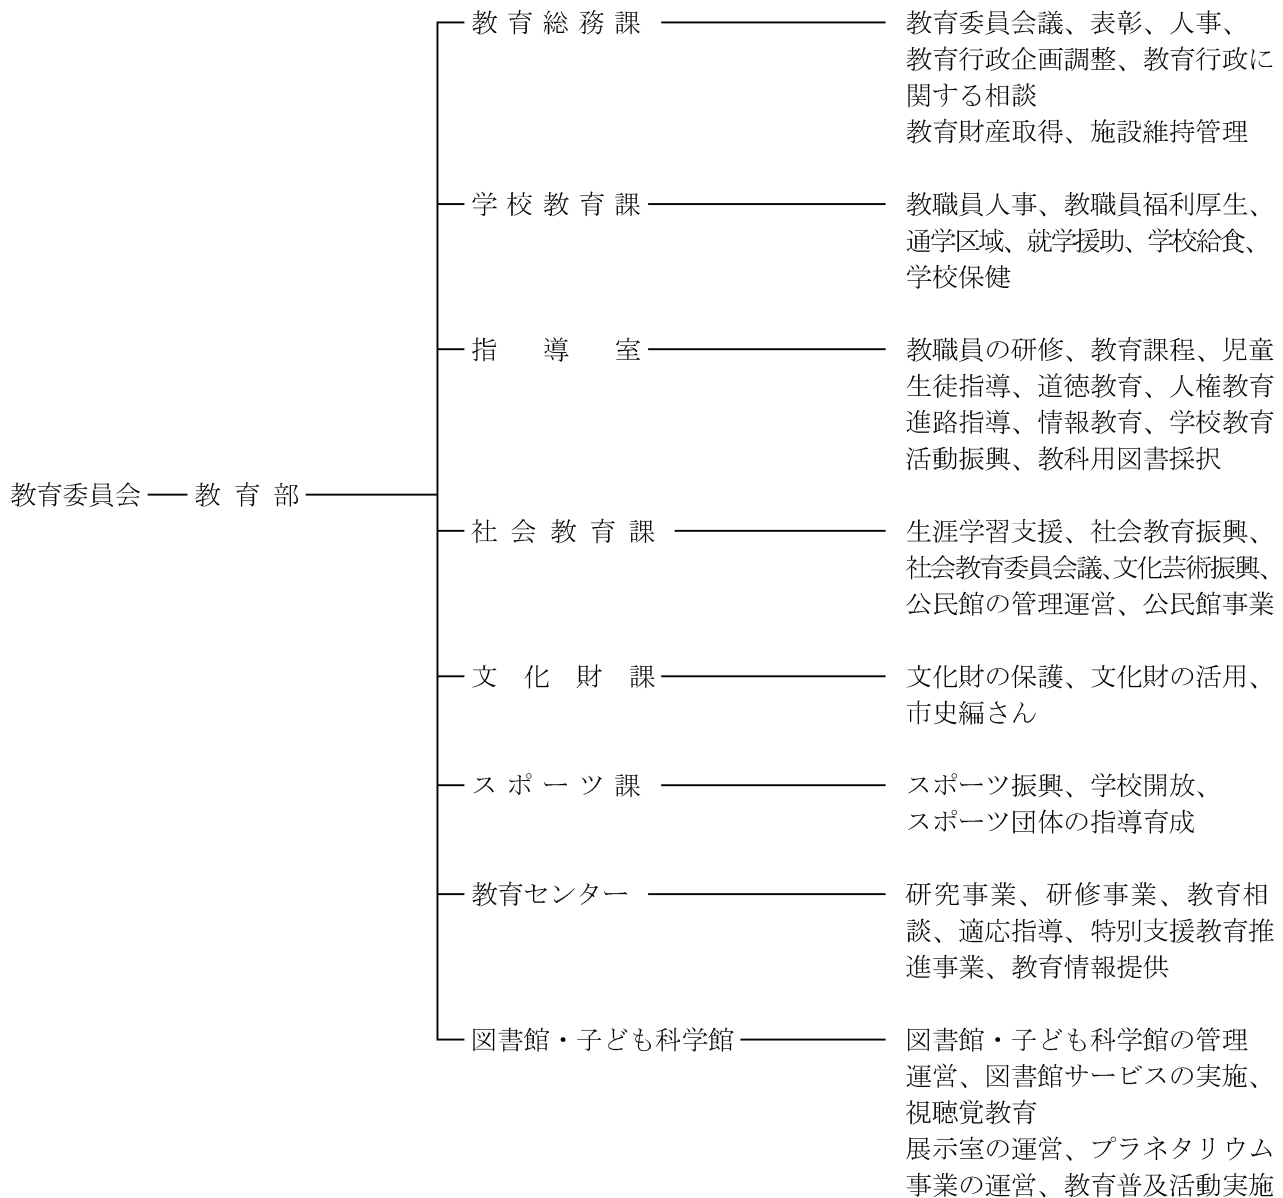 教育総務課
教育委員会議、表彰、人事、
教育行政企画調整、教育行政に
関する相談
教育財産取得、施設維持管理
学校教育課
教職員人事、教職員福利厚生、
通学区域、就学援助、学校給食、
学校保健
指導室
教職員の研修、教育課程、児童
生徒指導、道徳教育、人権教育
進路指導、情報教育、学校教育
活動振興、教科用図書採択
教育委員会
教育部
社会教育課
生涯学習支援、社会教育振興、
社会教育委員会議、文化芸術振興、
公民館の管理運営、公民館事業
文化財課
文化財の保護、文化財の活用、
市史編さん
スポーツ課
スポーツ振興、学校開放、
スポーツ団体の指導育成
教育センター
研究事業、研修事業、教育相
談、適応指導、特別支援教育推
進事業、教育情報提供
図書館・子ども科学館
図書館・子ども科学館の管理
運営、図書館サービスの実施、
視聴覚教育
展示室の運営、プラネタリウム
事業の運営、教育普及活動実施